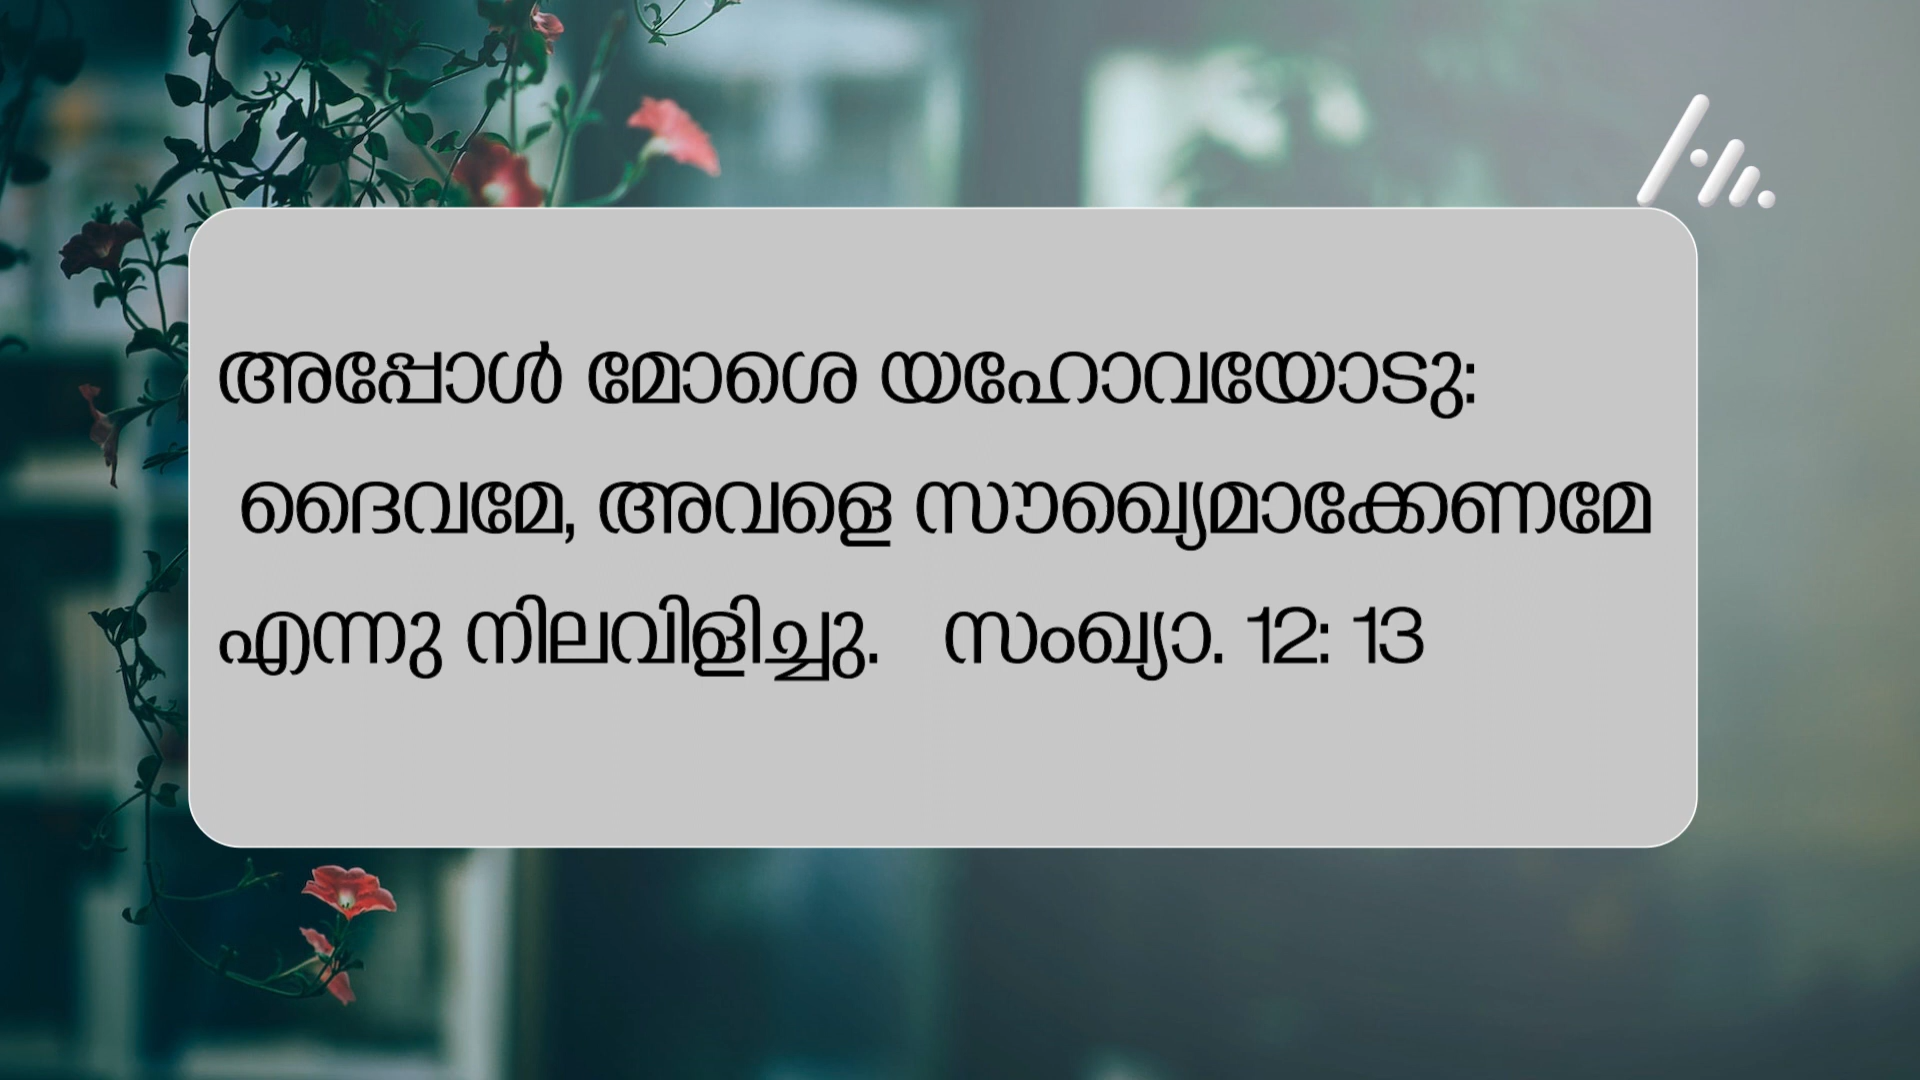 അപ്പോൾ മോശെ യഹോവയോടു:
ദൈവമേ, അവളെ സൗഖ്യമാക്കേണമേ
എന്നു നിലവിളിച്ചു. സംഖ്യാ. 12: 13